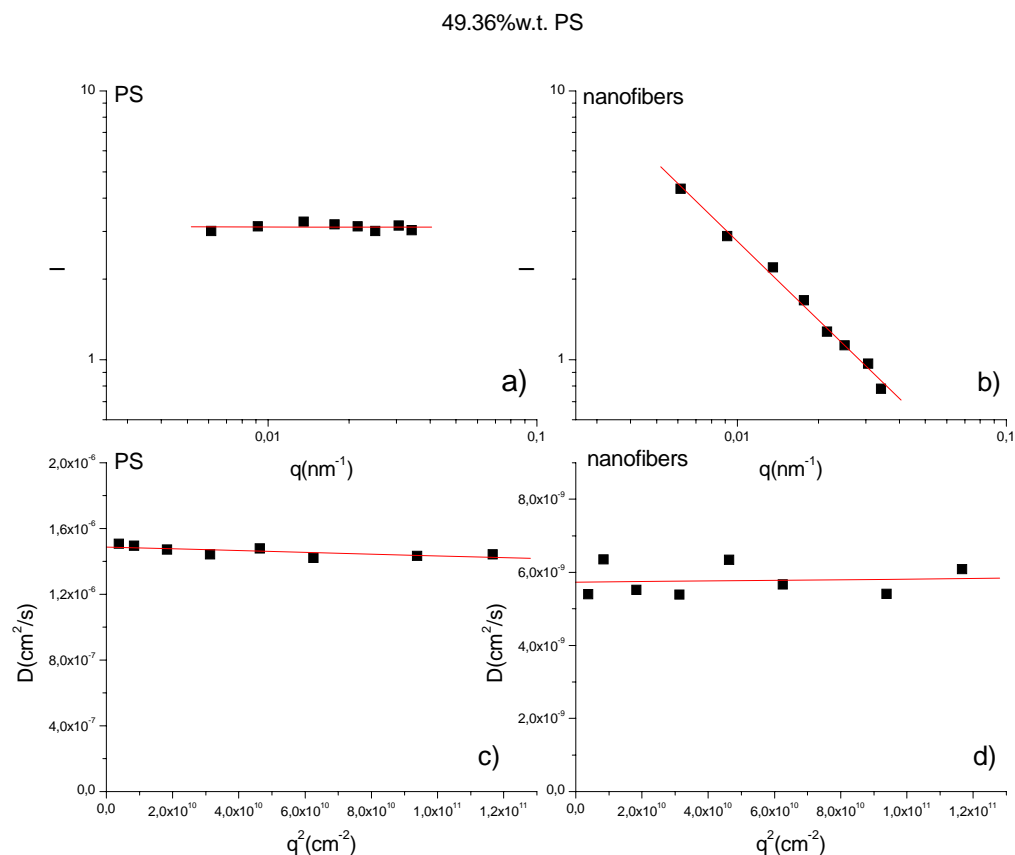 49.36%w.t. PS
PS
10
1
I
0,01
0,1
q(nm⁻¹)
a)
nanofibers
10
1
I
0,01
0,1
q(nm⁻¹)
b)
PS
2,0x10⁻⁶
1,6x10⁻⁶
1,2x10⁻⁶
8,0x10⁻⁷
4,0x10⁻⁷
0,0
D(cm²/s)
0,0 2,0x10¹⁰ 4,0x10¹⁰ 6,0x10¹⁰ 8,0x10¹⁰ 1,0x10¹¹ 1,2x10¹¹
q²(cm⁻²)
c)
nanofibers
8,0x10⁻⁹
6,0x10⁻⁹
4,0x10⁻⁹
2,0x10⁻⁹
0,0
D(cm²/s)
0,0 2,0x10¹⁰ 4,0x10¹⁰ 6,0x10¹⁰ 8,0x10¹⁰ 1,0x10¹¹ 1,2x10¹¹
q²(cm⁻²)
d)